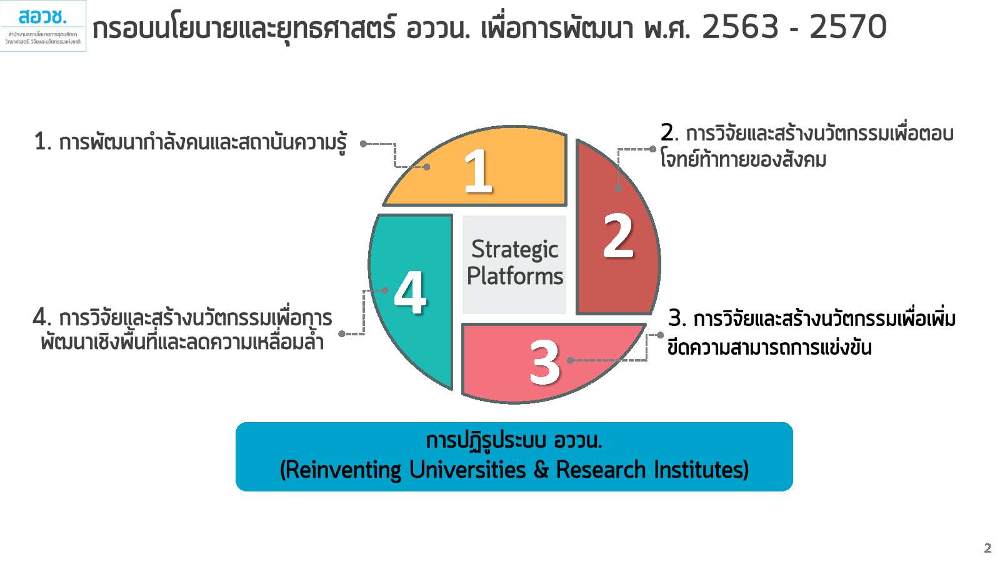 สอวช.
สำนักงานสภานโยบายการอุดมศึกษา
วิทยาศาสตร์ วิจัยและนวัตกรรมแห่งชาติ
กรอบนโยบายและยุทธศาสตร์ อววน. เพื่อการพัฒนา พ.ศ. 2563 - 2570
1. การพัฒนากำลังคนและสถาบันความรู้
2. การวิจัยและสร้างนวัตกรรมเพื่อตอบ
โจทย์ท้าทายของสังคม
1
2
Strategic
Platforms
4
3
4. การวิจัยและสร้างนวัตกรรมเพื่อการ
พัฒนาเชิงพื้นที่และลดความเหลื่อมล้ำ
3. การวิจัยและสร้างนวัตกรรมเพื่อเพิ่ม
ขีดความสามารถการแข่งขัน
การปฏิรูประบบ อววน.
(Reinventing Universities & Research Institutes)
2